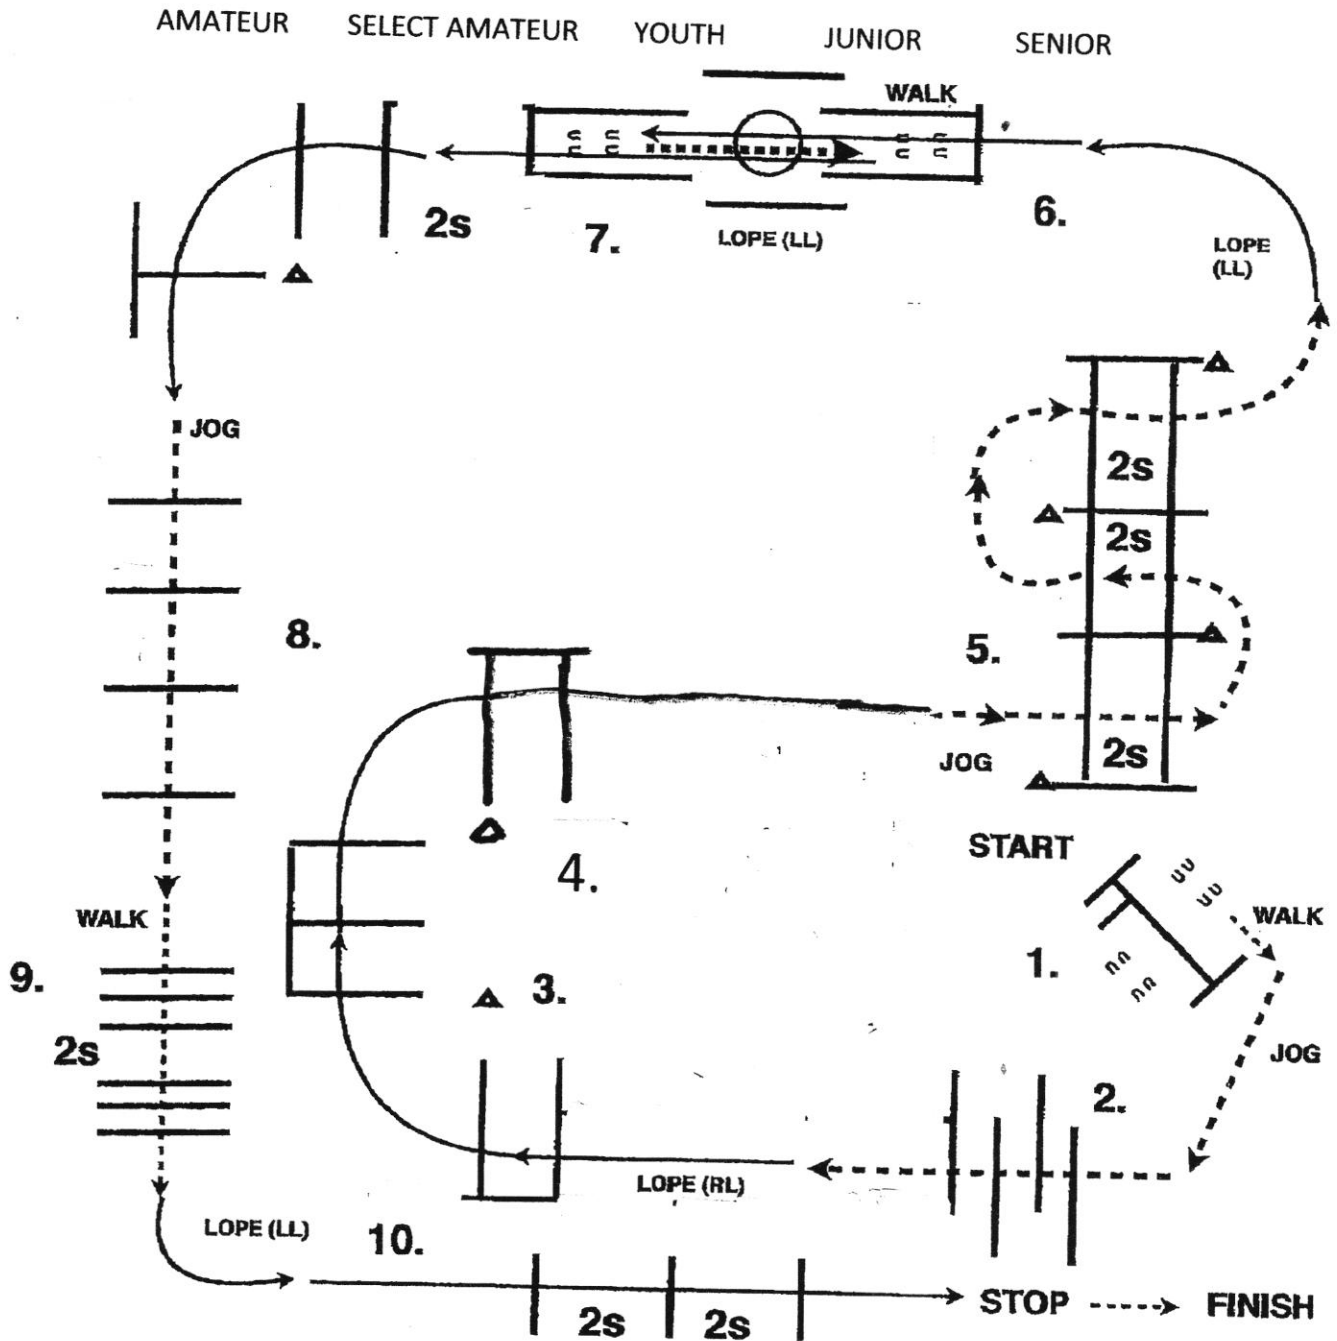 AMATEUR SELECT AMATEUR YOUTH JUNIOR SENIOR
WALK
2s
7.
LOPE (LL)
6.
LOPE
(LL)
JOG
2s
2s
8.
5.
JOG
2s
START
4.
WALK
WALK
9.
1.
3.
2s
JOG
2.
LOPE (RL)
LOPE (LL)
10.
2s 2s
STOP FINISH